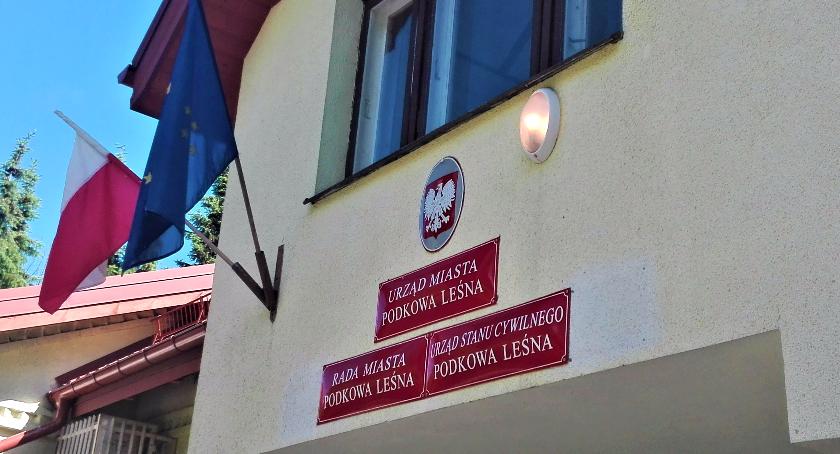 URZĄD MIASTA
PODKOWA LEŚNA
RADA MIASTA
PODKOWA LEŚNA
URZĄD STANU CYWILNEGO
PODKOWA LEŚNA